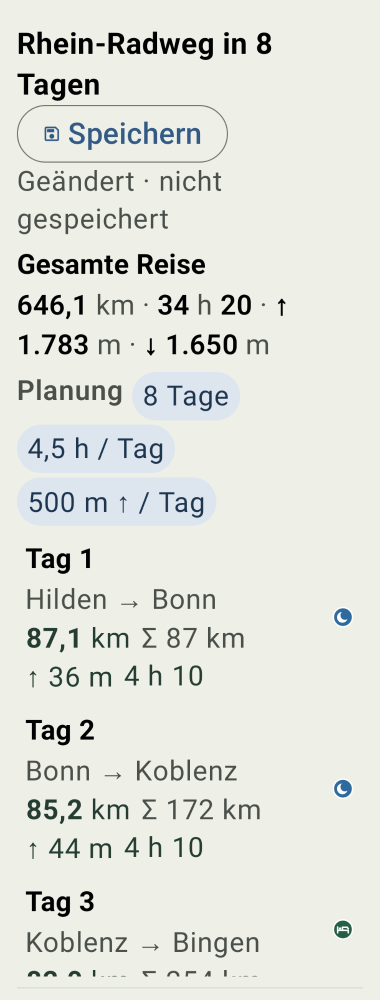 Rhein-Radweg in 8
Tagen
Speichern
Geändert · nicht
gespeichert
Gesamte Reise
646,1 km · 34 h 20 · ↑
1.783 m · ↓ 1.650 m
Planung 8 Tage
4,5 h / Tag
500 m ↑ / Tag
Tag 1
Hilden → Bonn
87,1 km Σ 87 km
↑ 36 m 4 h 10
Tag 2
Bonn → Koblenz
85,2 km Σ 172 km
↑ 44 m 4 h 10
Tag 3
Koblenz → Bingen